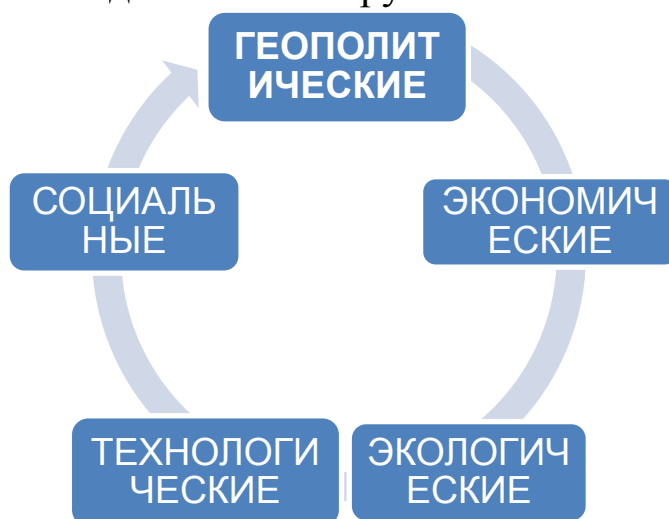 ГЕОПОЛИТ
ИЧЕСКИЕ
ЭКОНОМИЧ
ЕСКИЕ
ЭКОЛОГИЧ
ЕСКИЕ
ТЕХНОЛОГИ
ЧЕСКИЕ
СОЦИАЛЬ
НЫЕ